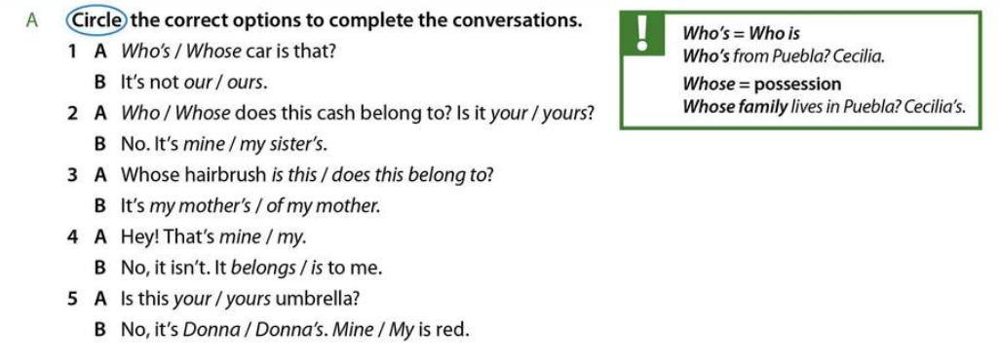 A Circle the correct options to complete the conversations.
1 A Who's / Whose car is that?
B It's not our / ours.
2 A Who / Whose does this cash belong to? Is it your / yours?
B No. It's mine / my sister's.
3 A Whose hairbrush is this / does this belong to?
B It's my mother's / of my mother.
4 A Hey! That's mine / my.
B No, it isn't. It belongs / is to me.
5 A Is this your / yours umbrella?
B No, it's Donna / Donna's. Mine / My is red.
!
Who's = Who is
Who's from Puebla? Cecilia.
Whose = possession
Whose family lives in Puebla? Cecilia's.